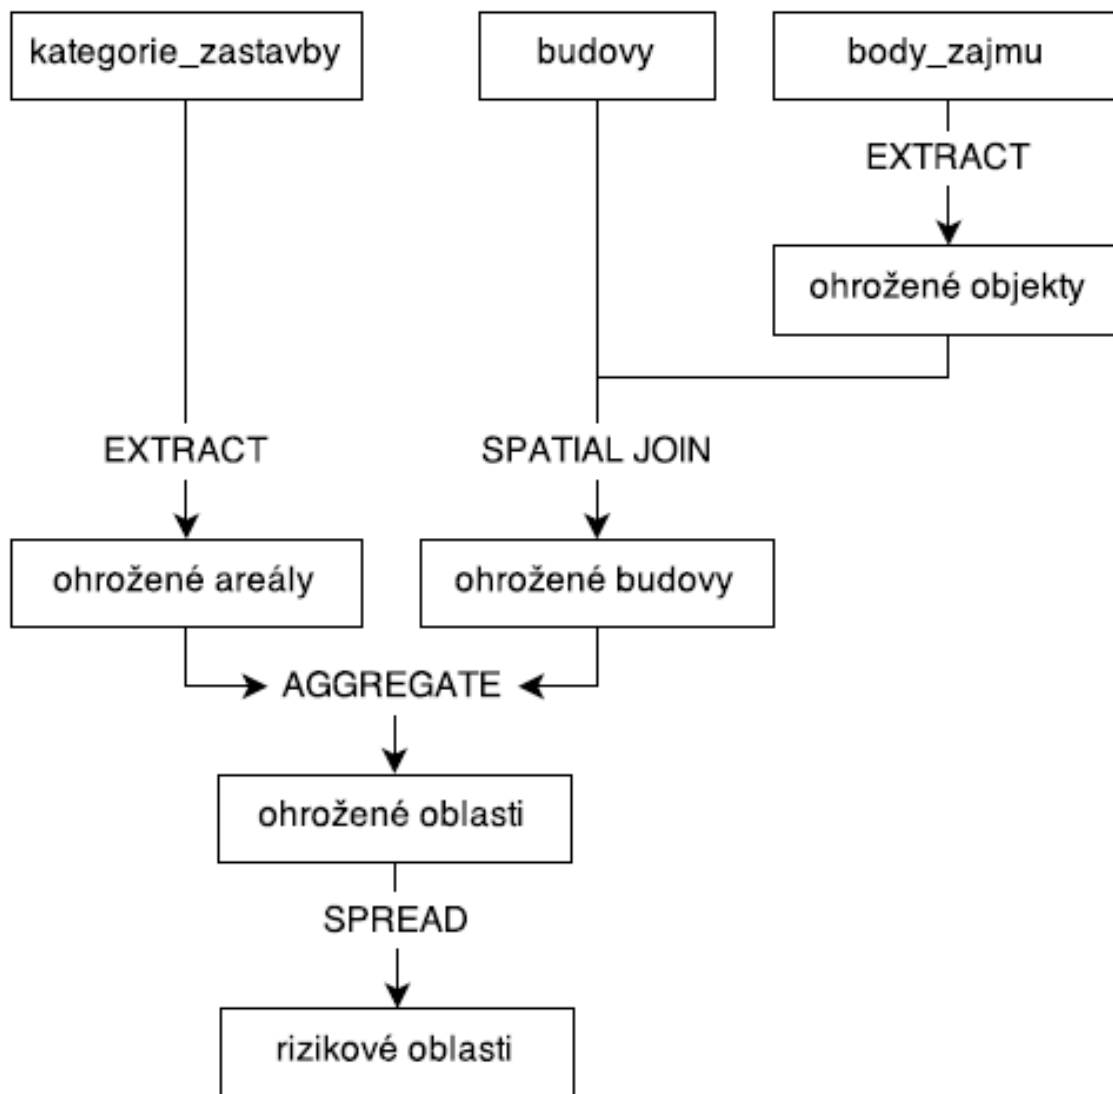 kategorie_zastavby
budovy
body_zajmu
EXTRACT
ohrožené objekty
EXTRACT
SPATIAL JOIN
ohrožené areály
ohrožené budovy
AGGREGATE
ohrožené oblasti
SPREAD
rizikové oblasti